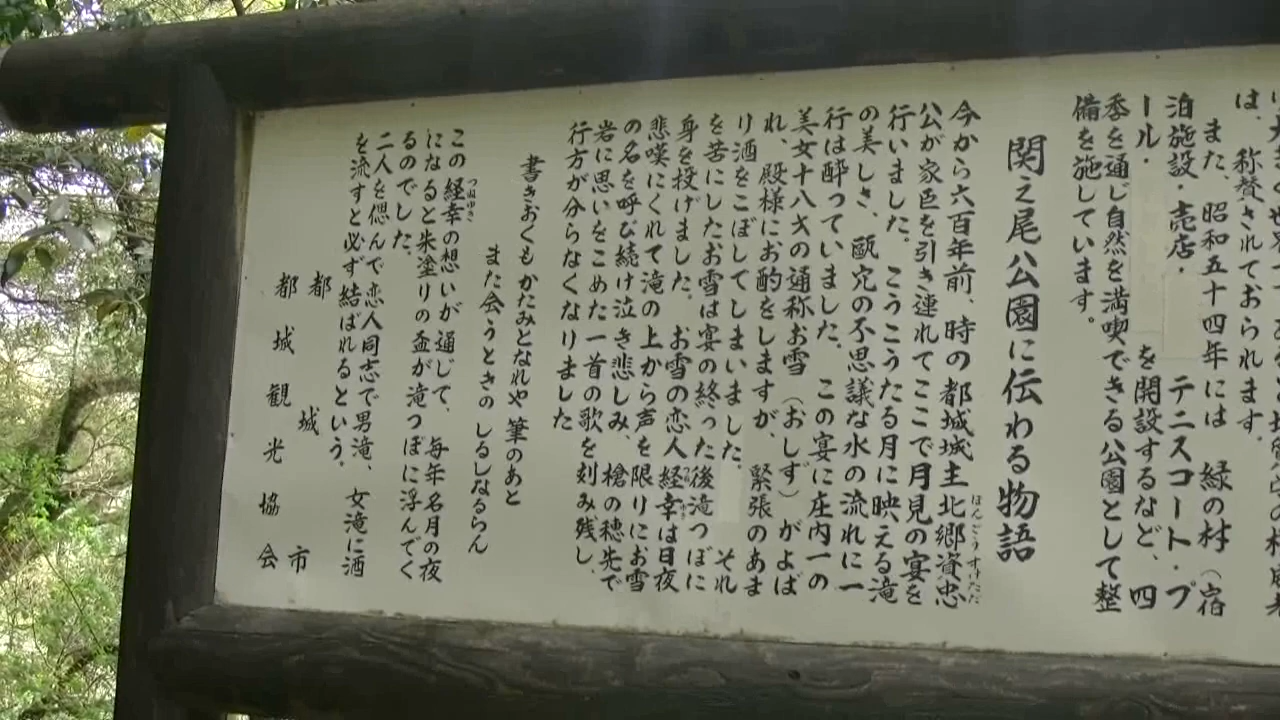 は、称賛されております。
また、昭和五十四年には 緑の村（宿
泊施設・売店・ テニスコート・プ
ール・ を開設するなど、四
季を通じ自然を満喫できる公園として整
備を施しています。
関之尾公園に伝わる物語
今から六百年前、時の都城城主北郷資忠
ほんごうすけただ
公が家臣を引き連れてここで月見の宴を
行いました。こうこうたる月に映える滝
の美しさ、甌穴の不思議な水の流れに一
行は酔っていました。この宴に庄内一の
美女十八才の通称お雪（おしず）がよば
れ、殿様にお酌をしますが、緊張のあま
り酒をこぼしてしまいました。 それ
を苦にしたお雪は宴の終った後滝つぼに
身を投げました。お雪の恋人経幸は日夜
悲嘆にくれて滝の上から声を限りにお雪
の名を呼び続け泣き悲しみ、槍の穂先で
岩に思いをこめた一首の歌を刻み残し、
行方が分らなくなりました
書きおくも かたみとなれや 筆のあと
また会うときの しるしなるらん
この経幸の想いが通じて、毎年名月の夜
つねゆき
になると朱塗りの盃が滝つぼに浮んでく
るのでした。
二人を偲んで恋人同志で男滝、女滝に酒
を流すと必ず結ばれるという。
都城市
都城観光協会